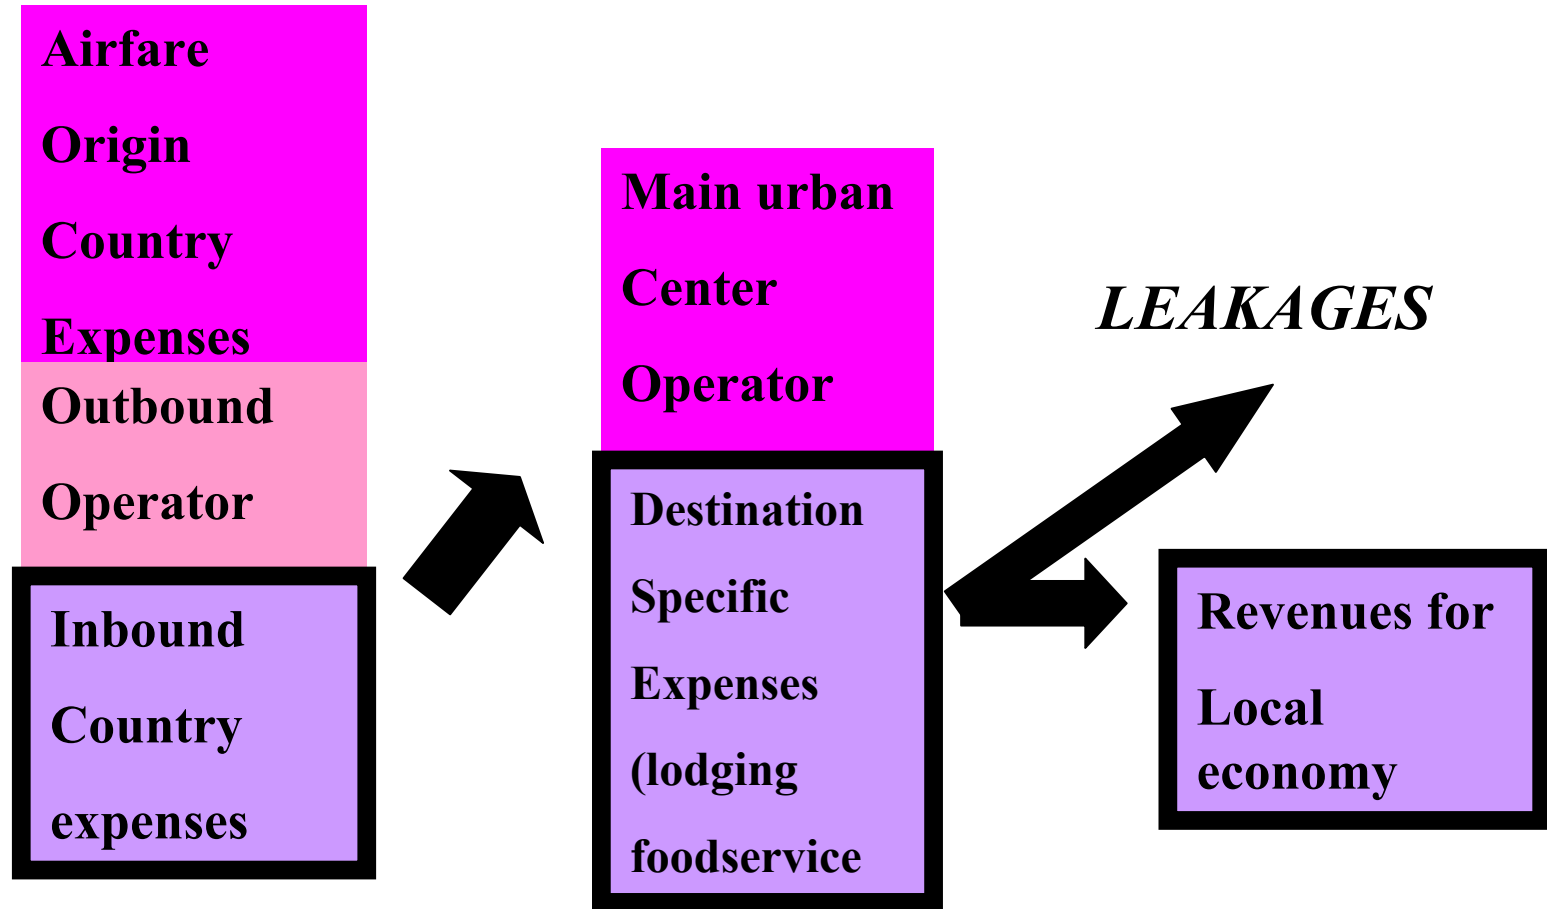 Airfare
Origin
Country
Expenses
Outbound
Operator
Inbound
Country
expenses
Main urban
Center
Operator
Destination
Specific
Expenses
(lodging
foodservice
LEAKAGES
Revenues for
Local
economy